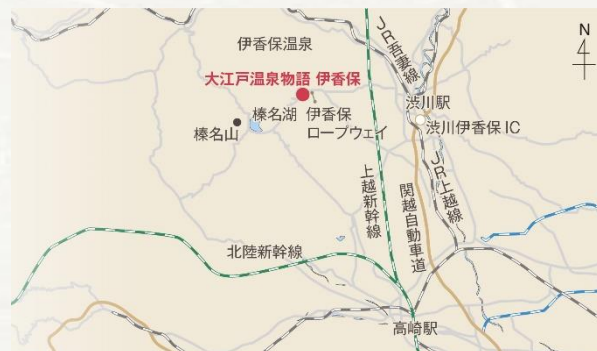 N
伊香保温泉
大江戸温泉物語 伊香保
榛名湖
伊香保
ロープウェイ
榛名山
JR吾妻線
渋川駅
渋川伊香保IC
JR上越線
上越新幹線
関越自動車道
北陸新幹線
高崎駅